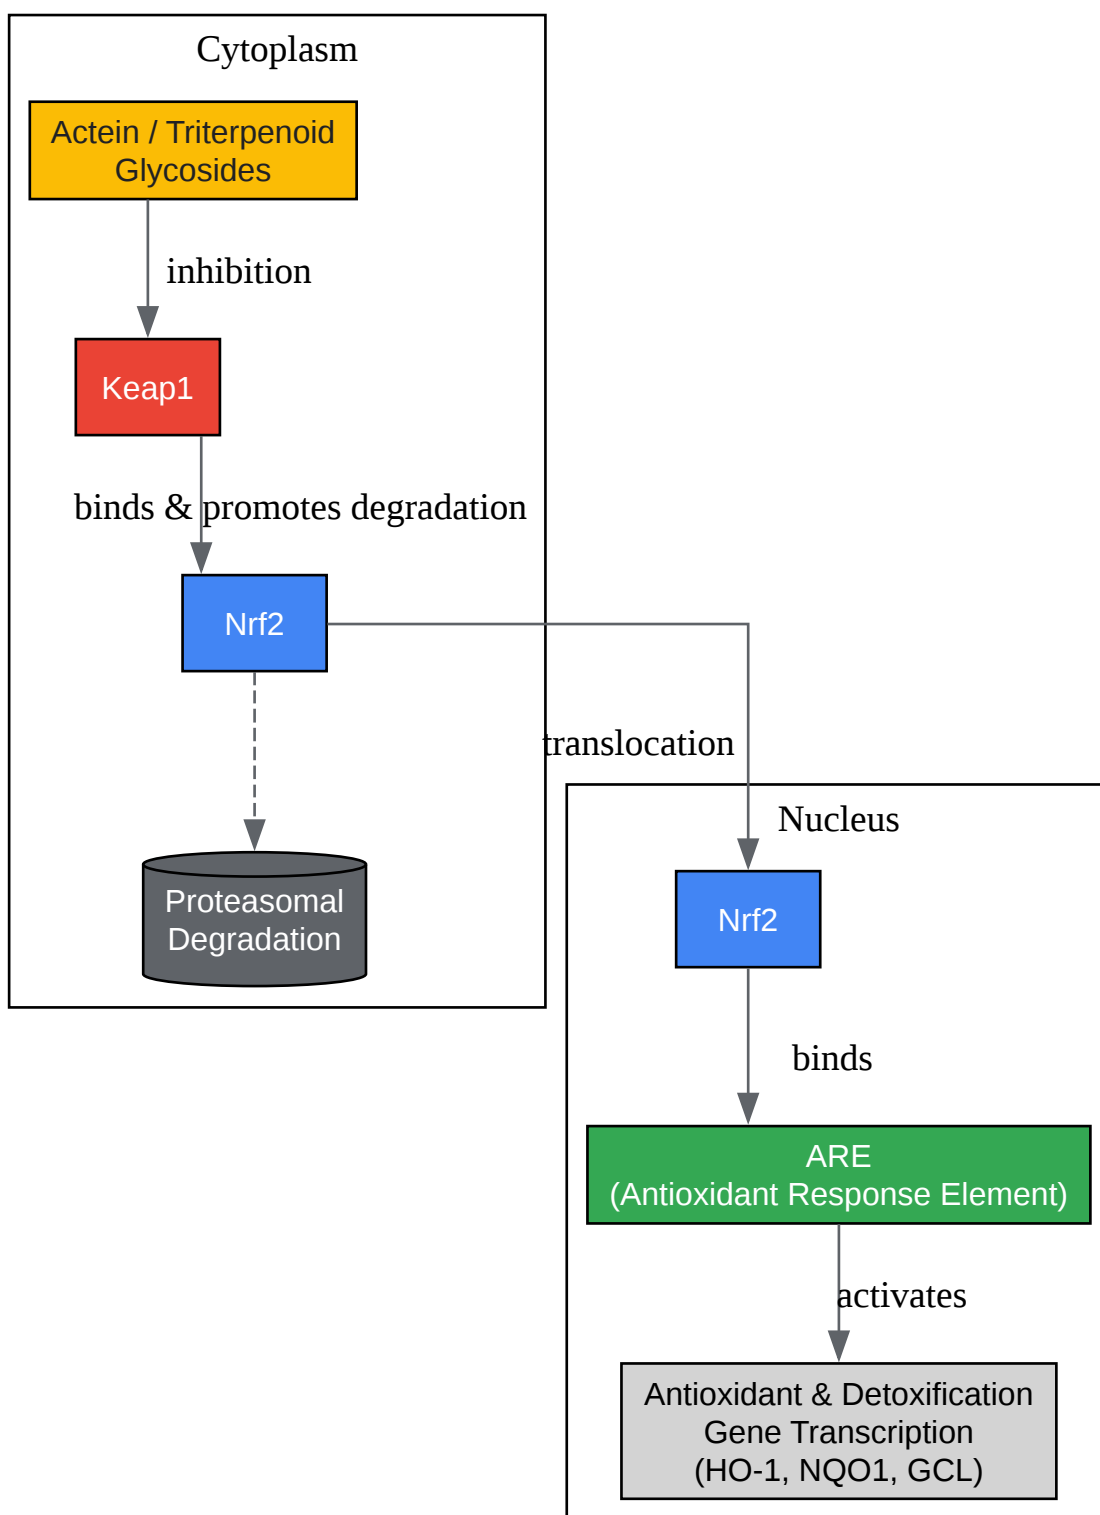 Cytoplasm
Actein / Triterpenoid
Glycosides
inhibition
Keap1
binds & promotes degradation
Nrf2
translocation
Proteasomal
Degradation
Nucleus
Nrf2
binds
ARE
(Antioxidant Response Element)
activates
Antioxidant & Detoxification
Gene Transcription
(HO-1, NQO1, GCL)